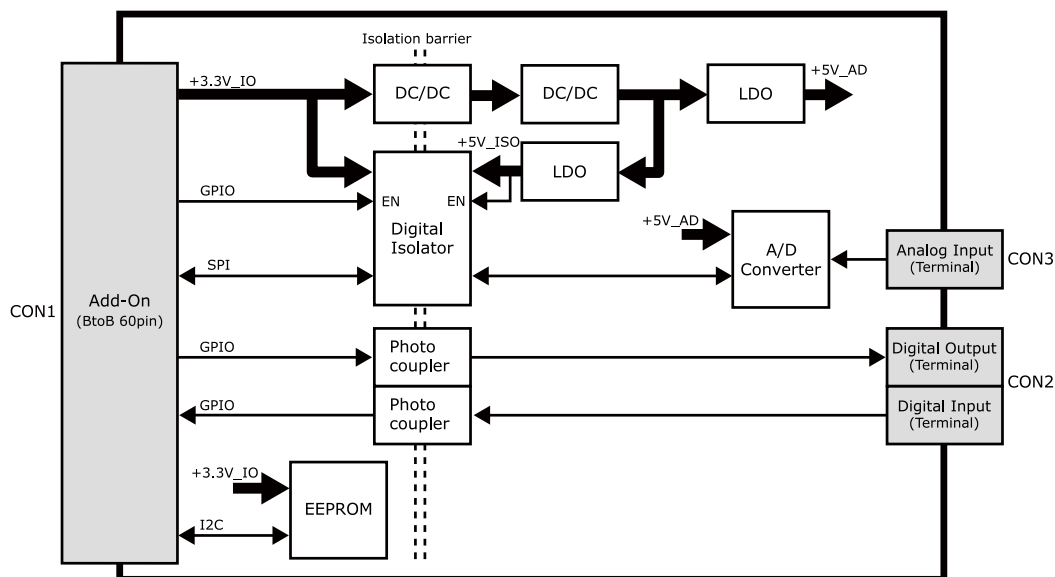 Isolation barrier
+3.3V_IO
DC/DC
DC/DC
LDO
+5V_AD
+5V_ISO
LDO
GPIO
EN
EN
Digital
Isolator
+5V_AD
A/D
Converter
Analog Input
(Terminal)
CON3
SPI
CON1
Add-On
(BtoB 60pin)
GPIO
Photo
coupler
Digital Output
(Terminal)
CON2
GPIO
Photo
coupler
Digital Input
(Terminal)
+3.3V_IO
EEPROM
I2C